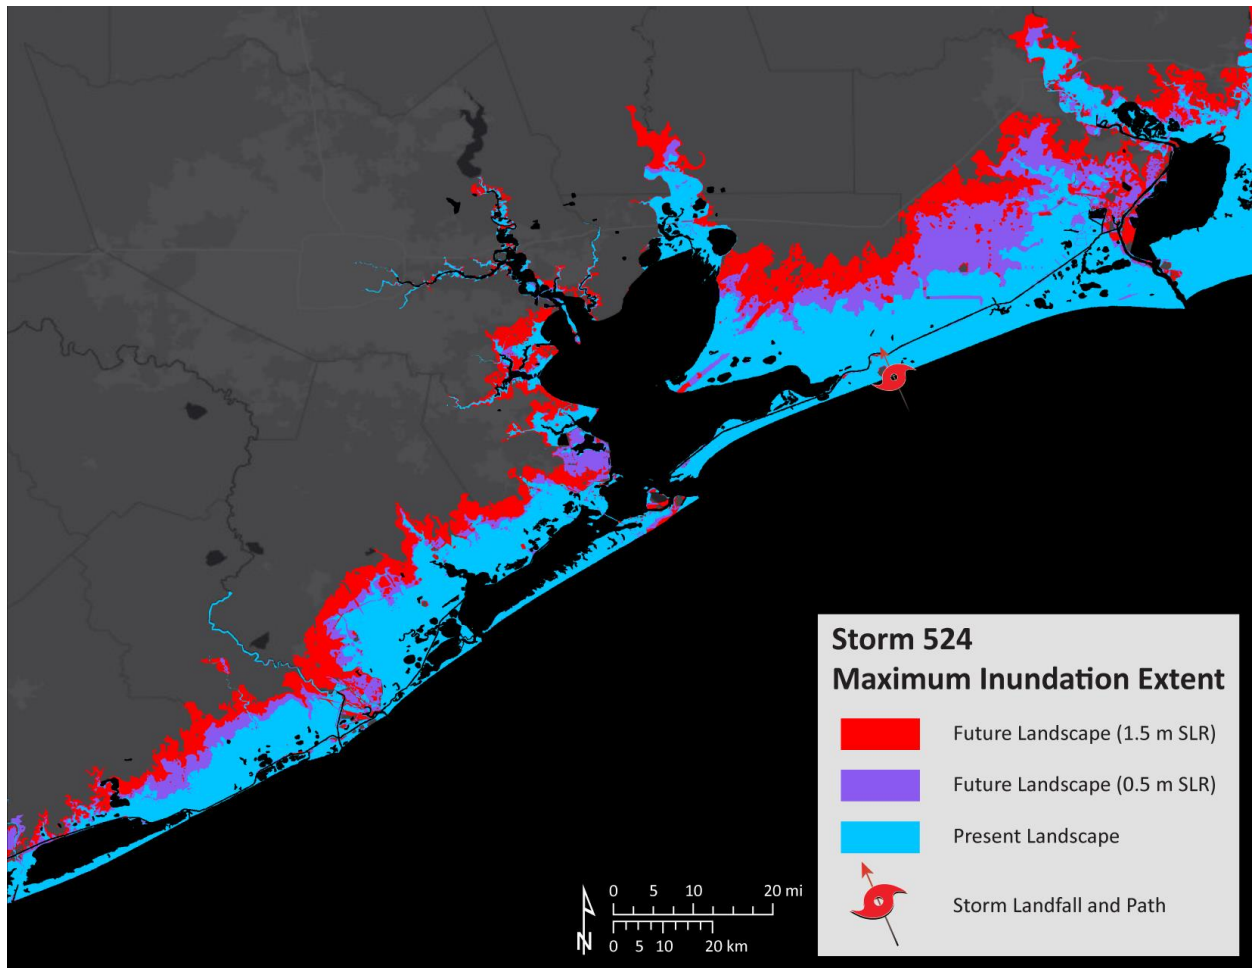 Storm 524
Maximum Inundation Extent
Future Landscape (1.5 m SLR)
Future Landscape (0.5 m SLR)
Present Landscape
Storm Landfall and Path
0 5 10 20 mi
0 5 10 20 km
N